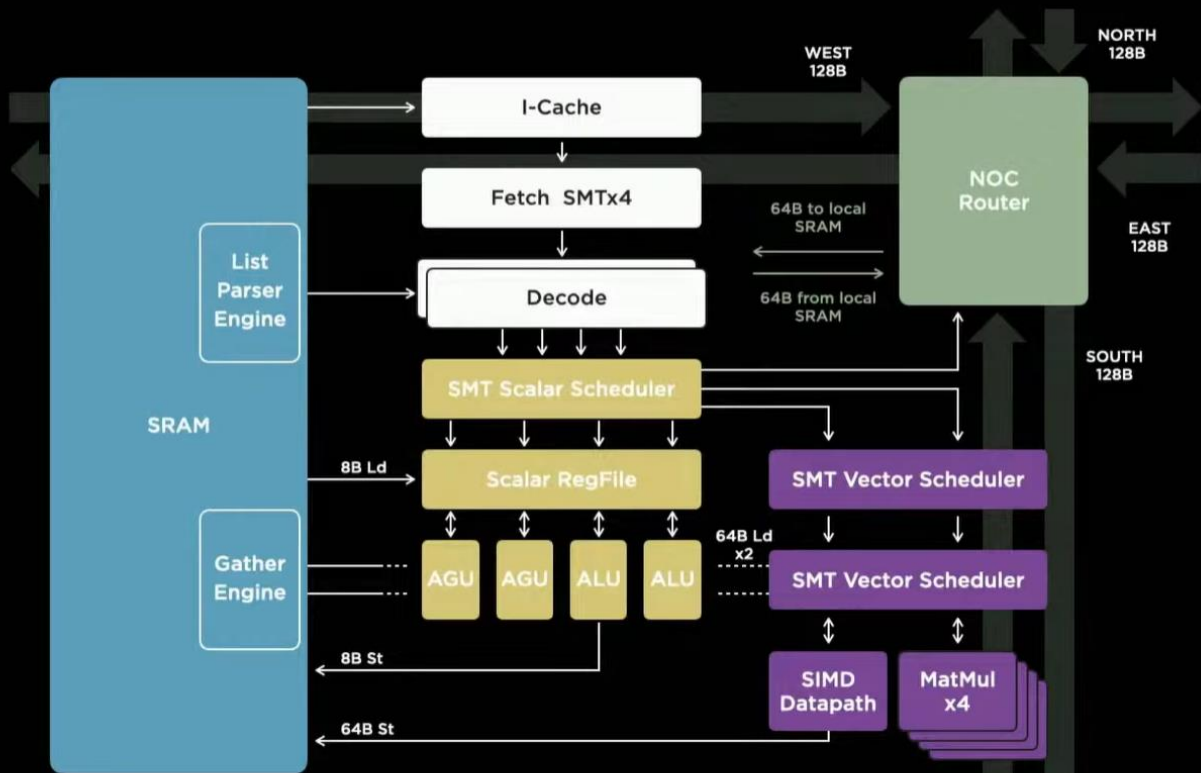 NORTH
128B
WEST
128B
I-Cache
Fetch SMTx4
NOC
Router
64B to local
SRAM
EAST
128B
List
Parser
Engine
Decode
64B from local
SRAM
SOUTH
128B
SMT Scalar Scheduler
SRAM
8B Ld
Scalar RegFile
SMT Vector Scheduler
64B Ld
x2
Gather
Engine
AGU
AGU
ALU
ALU
SMT Vector Scheduler
8B St
SIMD
Datapath
MatMul
x4
64B St